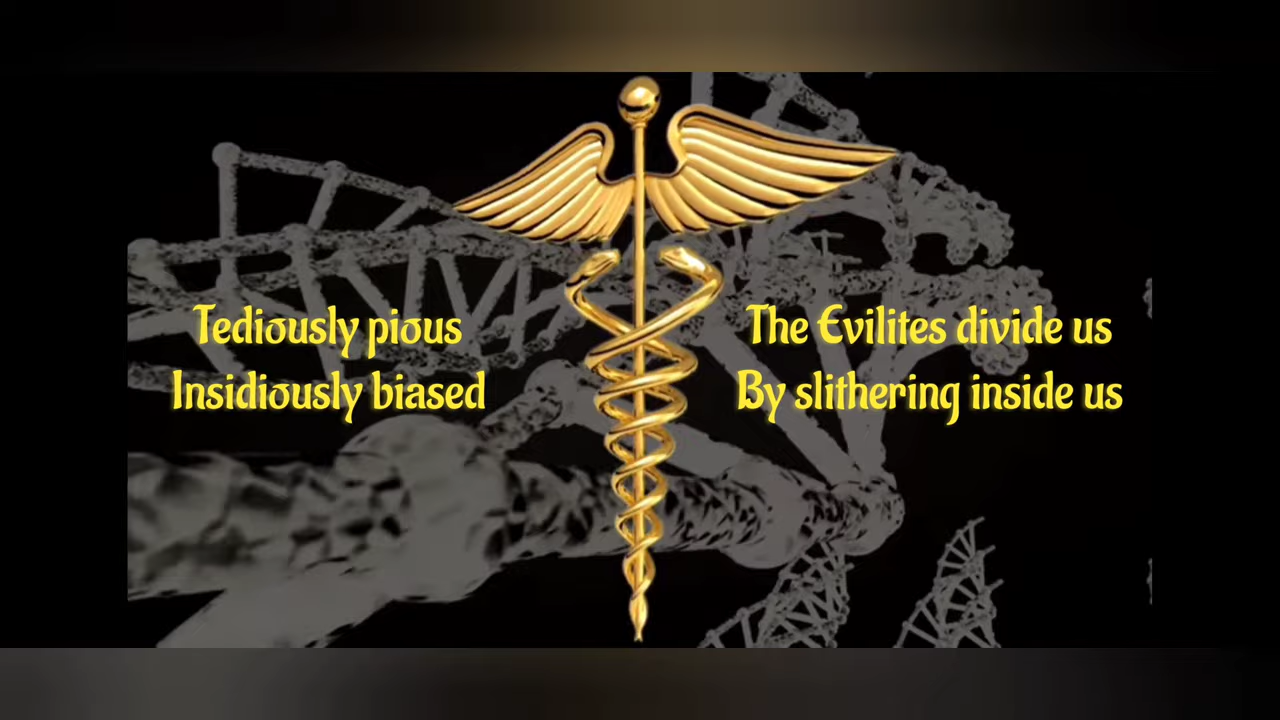 Tediously pious
Insidiously biased
The Evilites divide us
By slithering inside us